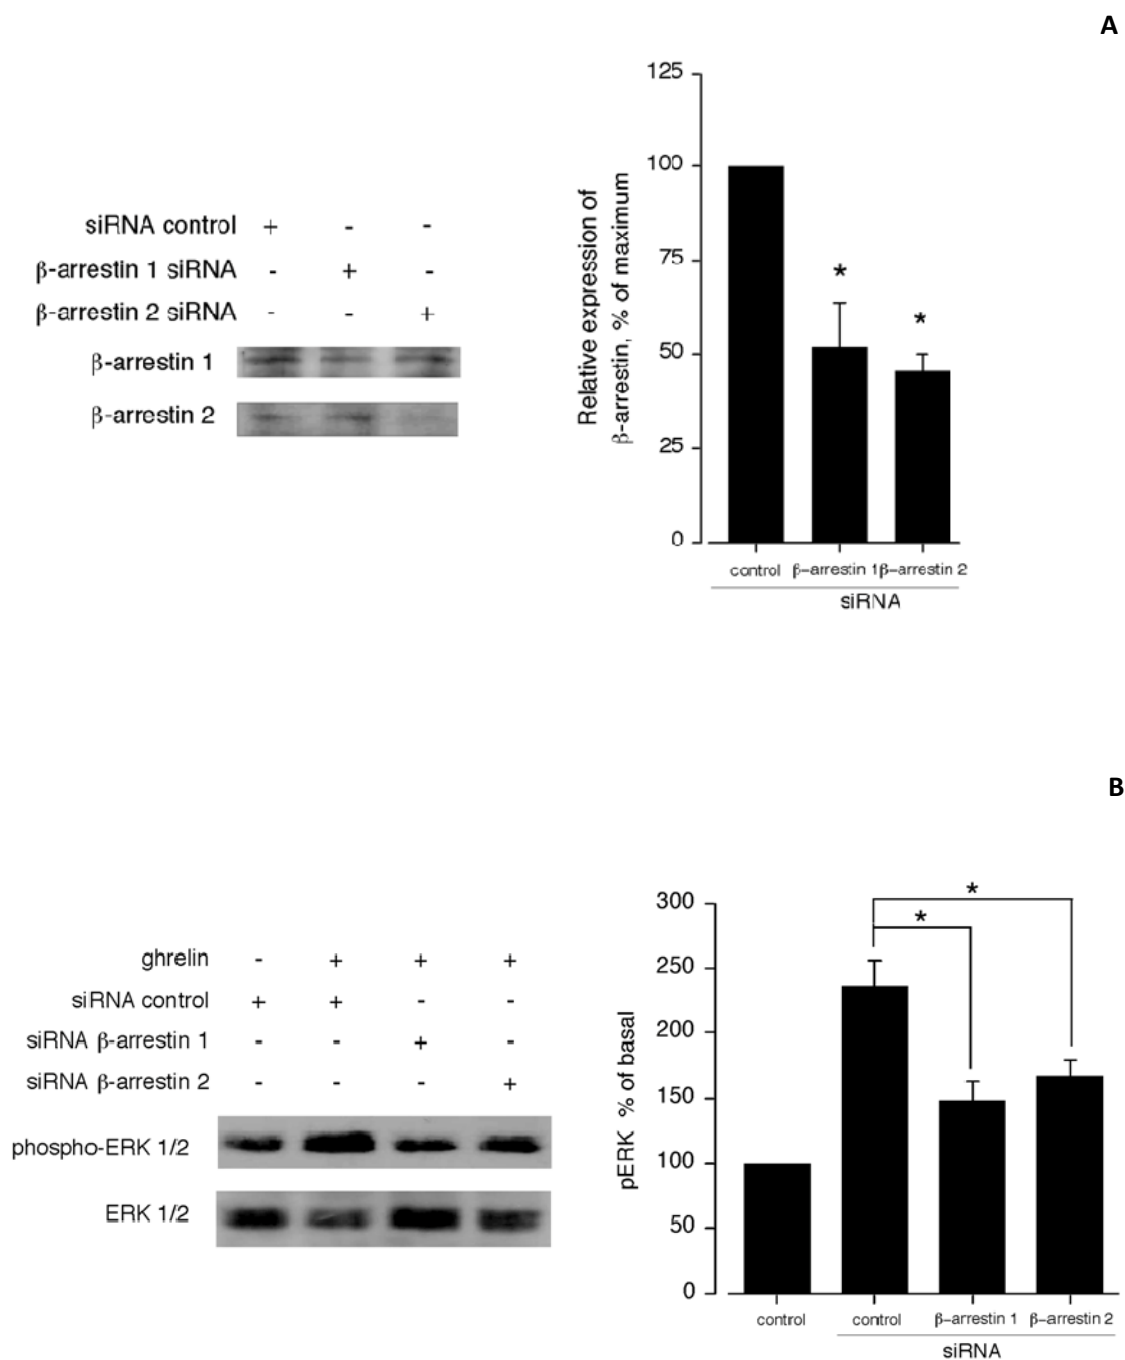 A
siRNA control + - -
β-arrestin 1 siRNA - + -
β-arrestin 2 siRNA - - +
β-arrestin 1
β-arrestin 2
Relative expression of
β-arrestin, % of maximum
125
100
75
50
25
0
*
*
control β-arrestin 1 β-arrestin 2
siRNA
B
ghrelin - + + +
siRNA control + + - -
siRNA β-arrestin 1 - - + -
siRNA β-arrestin 2 - - - +
phospho-ERK 1/2
ERK 1/2
pERK % of basal
300
250
200
150
100
50
0
*
*
control control β-arrestin 1 β-arrestin 2
siRNA